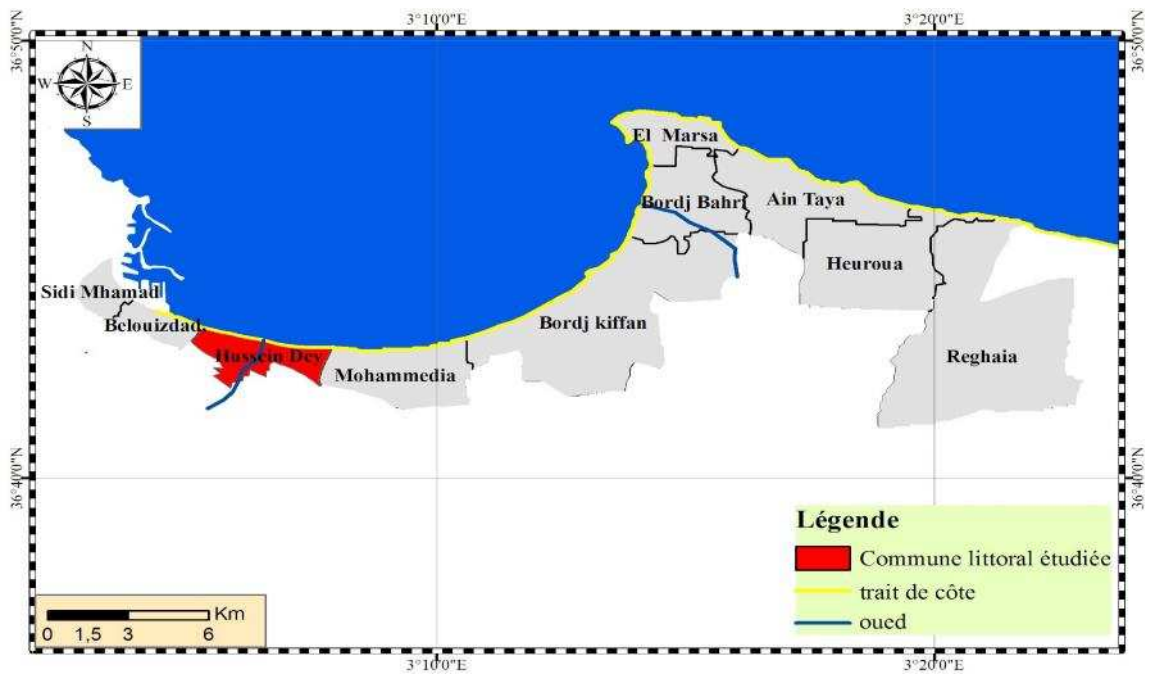 3°10'0"E
3°20'0"E
36°50'0"N
36°50'0"N
N
W
E
S
El Marsa
Bordj Bahri
Ain Taya
Heuroua
Sidi Mhamad
Belouizdad.
Hussein Dey
Mohammedia
Bordj kiffan
Reghaia
36°40'0"N
36°40'0"N
Légende
Commune littoral étudiée
trait de côte
oued
Km
0 1,5 3 6
3°10'0"E
3°20'0"E